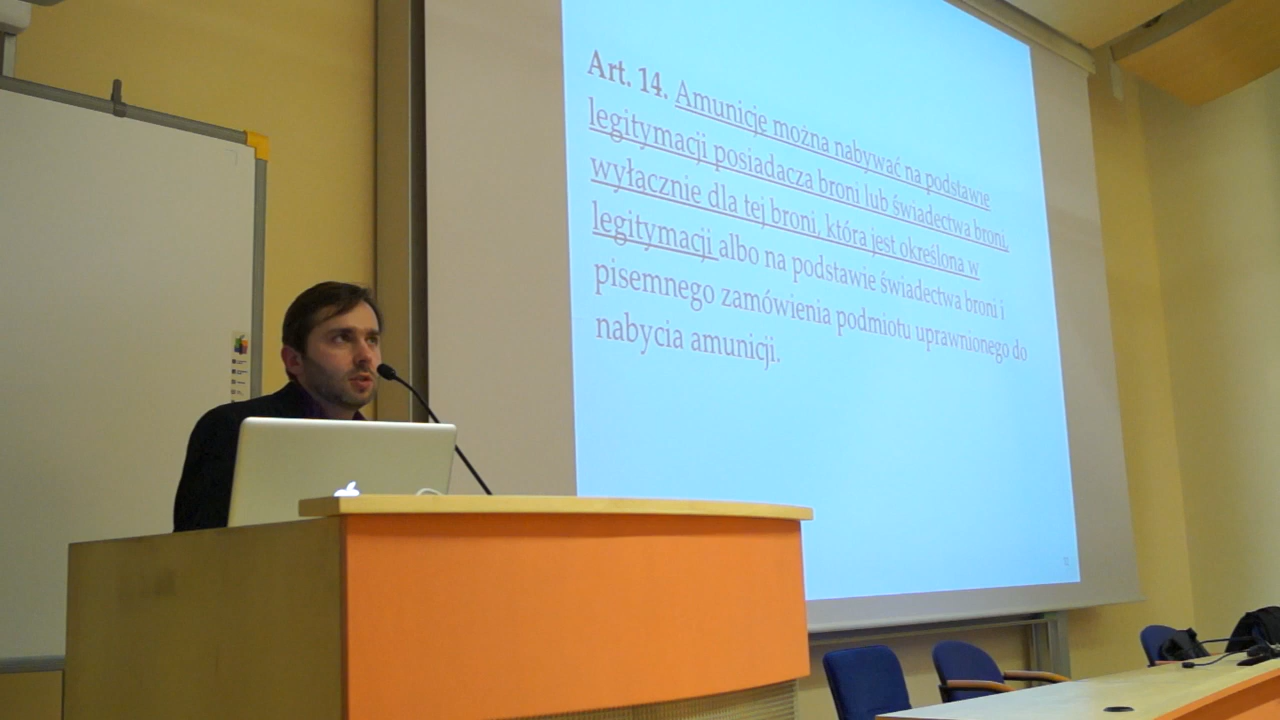 Art. 14. Amunicję można nabywać na podstawie
legitymacji posiadacza broni lub świadectwa broni,
wyłącznie dla tej broni, która jest określona w
legitymacji albo na podstawie świadectwa broni i
pisemnego zamówienia podmiotu uprawnionego do
nabycia amunicji.